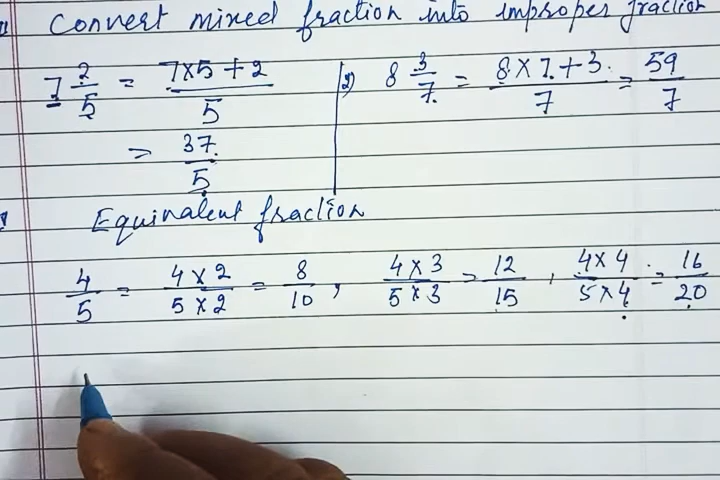 Convert mixed fraction into improper fraction
7 2/5 = 7×5+2/5 2) 8 3/7 = 8×7+3/7 = 59/7
= 37/5
Equivalent fraction
4/5 = 4×2/5×2 = 8/10, 4×3/5×3 = 12/15, 4×4/5×4 = 16/20